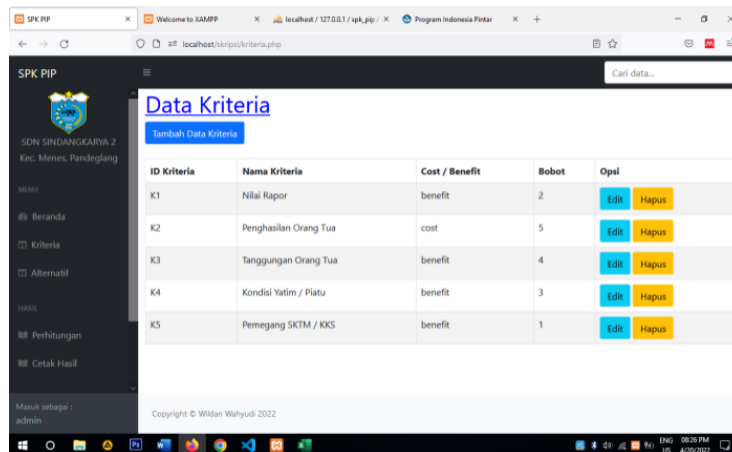 SPK PIP
Welcome to XAMPP
localhost / 127.0.0.1 / spk_pip /
Program Indonesia Pintar
localhost/skripsi/kriteria.php
SPK PIP
Cari data...
SDN SINDANGKARYA 2
Kec. Menes, Pandeglang
MENU
Beranda
Kriteria
Alternatif
HASIL
Perhitungan
Cetak Hasil
Masuk sebagai :
admin
Data Kriteria
Tambah Data Kriteria
ID Kriteria Nama Kriteria Cost / Benefit Bobot Opsi
K1 Nilai Rapor benefit 2 Edit Hapus
K2 Penghasilan Orang Tua cost 5 Edit Hapus
K3 Tanggungan Orang Tua benefit 4 Edit Hapus
K4 Kondisi Yatim / Piatu benefit 3 Edit Hapus
K5 Pemegang SKTM / KKS benefit 1 Edit Hapus
Copyright © Wildan Wahyudi 2022
ENG 08:26 PM
US 4/20/2022